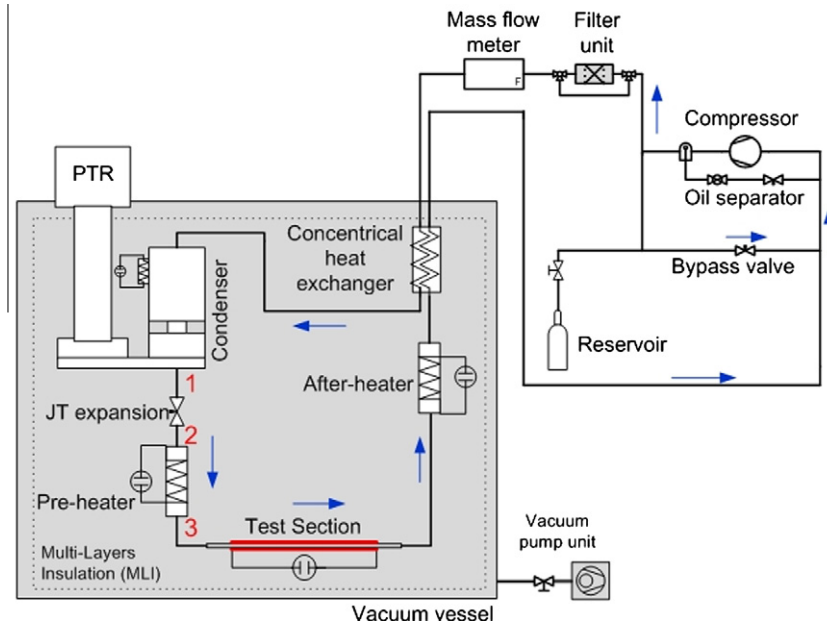 Mass flow
meter
Filter
unit
F
Compressor
PTR
Oil separator
Concentrical
heat
exchanger
Bypass valve
Condenser
Reservoir
1
After-heater
JT expansion
2
Pre-heater
3
Test Section
Multi-Layers
Insulation (MLI)
Vacuum
pump unit
Vacuum vessel